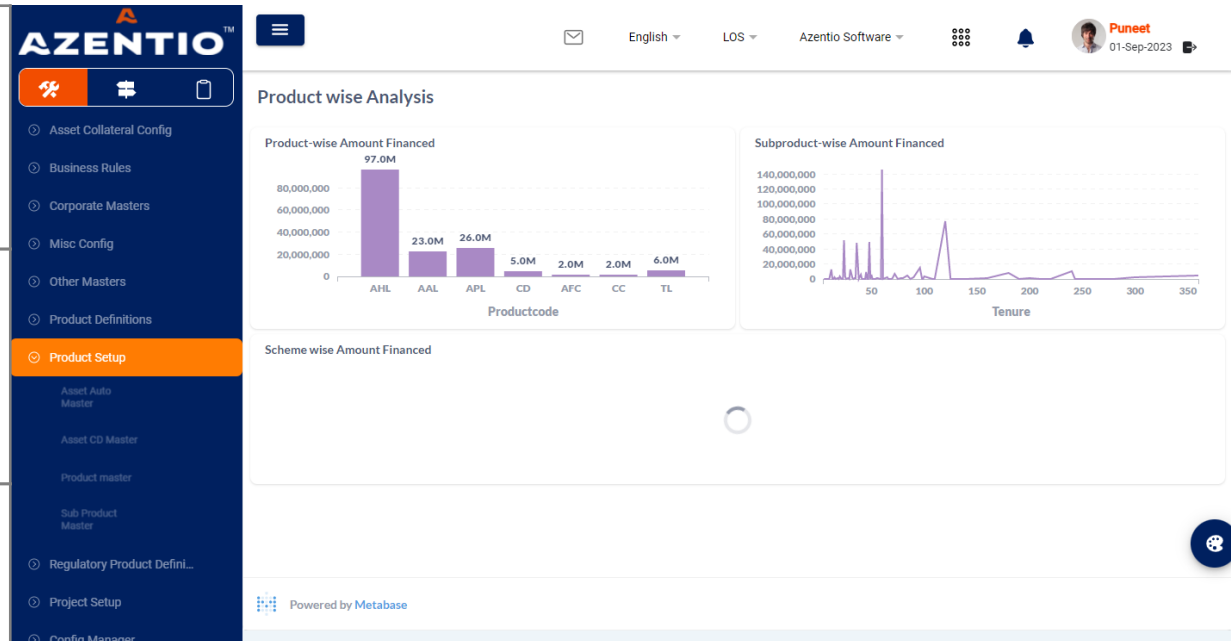 AZENTIO™
English
LOS
Azentio Software
Puneet
01-Sep-2023
Asset Collateral Config
Business Rules
Corporate Masters
Misc Config
Other Masters
Product Definitions
Product Setup
Asset Auto
Master
Asset CD Master
Product master
Sub Product
Master
Regulatory Product Defini...
Project Setup
Config Manager
Product wise Analysis
Product-wise Amount Financed
97.0M
80,000,000
60,000,000
40,000,000
20,000,000
0
23.0M
26.0M
5.0M
2.0M
2.0M
6.0M
AHL AAL APL CD AFC CC TL
Productcode
Subproduct-wise Amount Financed
140,000,000
120,000,000
100,000,000
80,000,000
60,000,000
40,000,000
20,000,000
0
50 100 150 200 250 300 350
Tenure
Scheme wise Amount Financed
Powered by Metabase